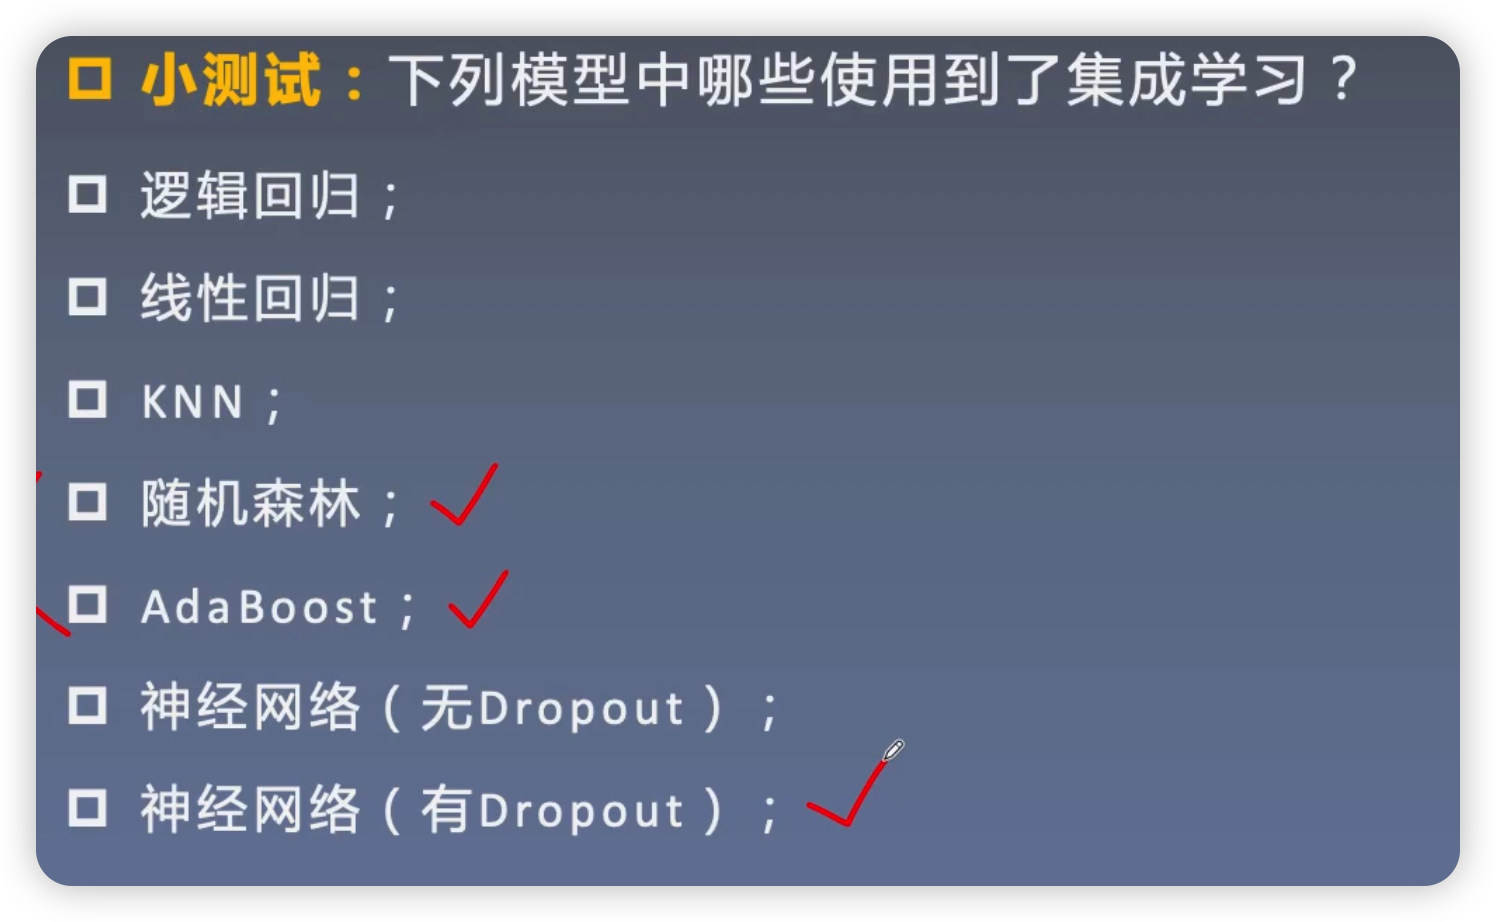 小测试：下列模型中哪些使用到了集成学习？
逻辑回归；
线性回归；
KNN；
随机森林；
AdaBoost；
神经网络（无Dropout）；
神经网络（有Dropout）；